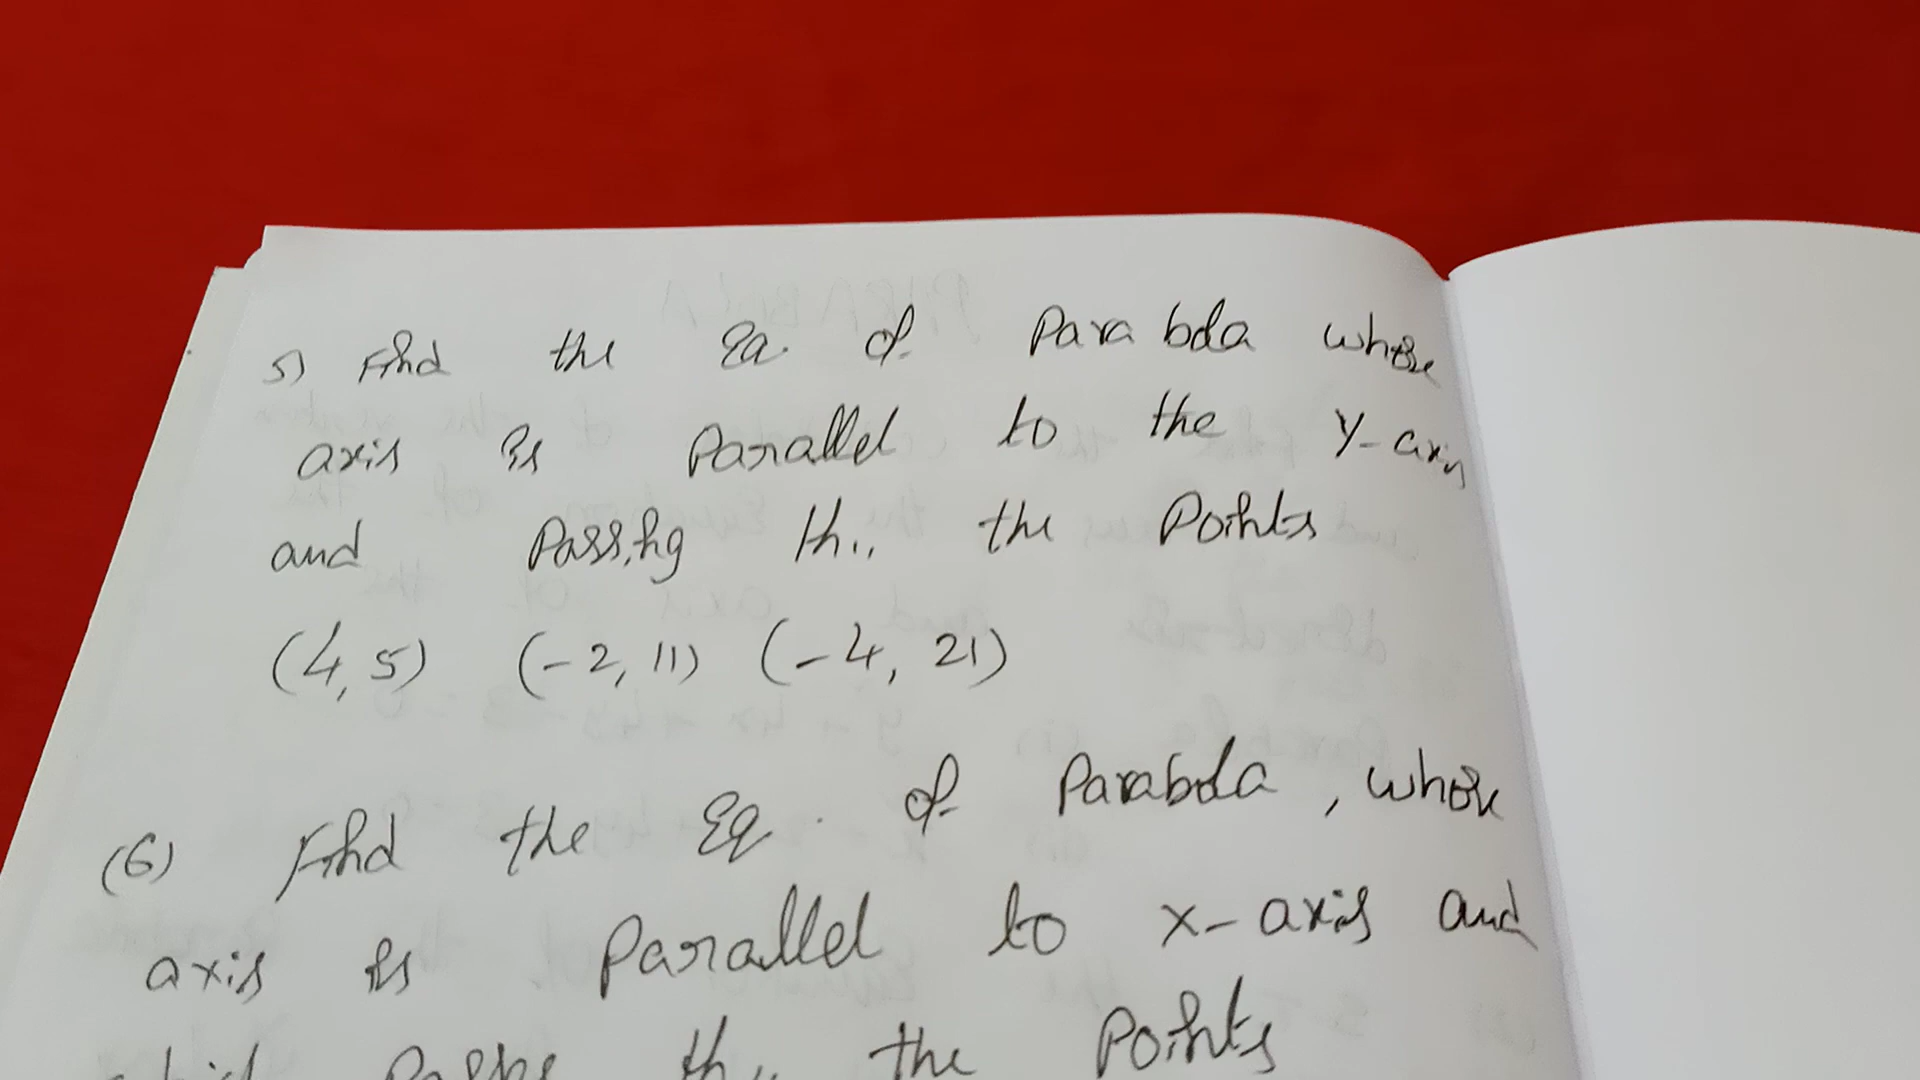 5) Find the Eq. of Parabola whose
axis is Parallel to the Y-axis
and Passing th.. the Points
(4,5) (-2, 11) (-4, 21)
(6) Find the Eq. of Parabola, whose
axis is Parallel to x-axis and
the Points